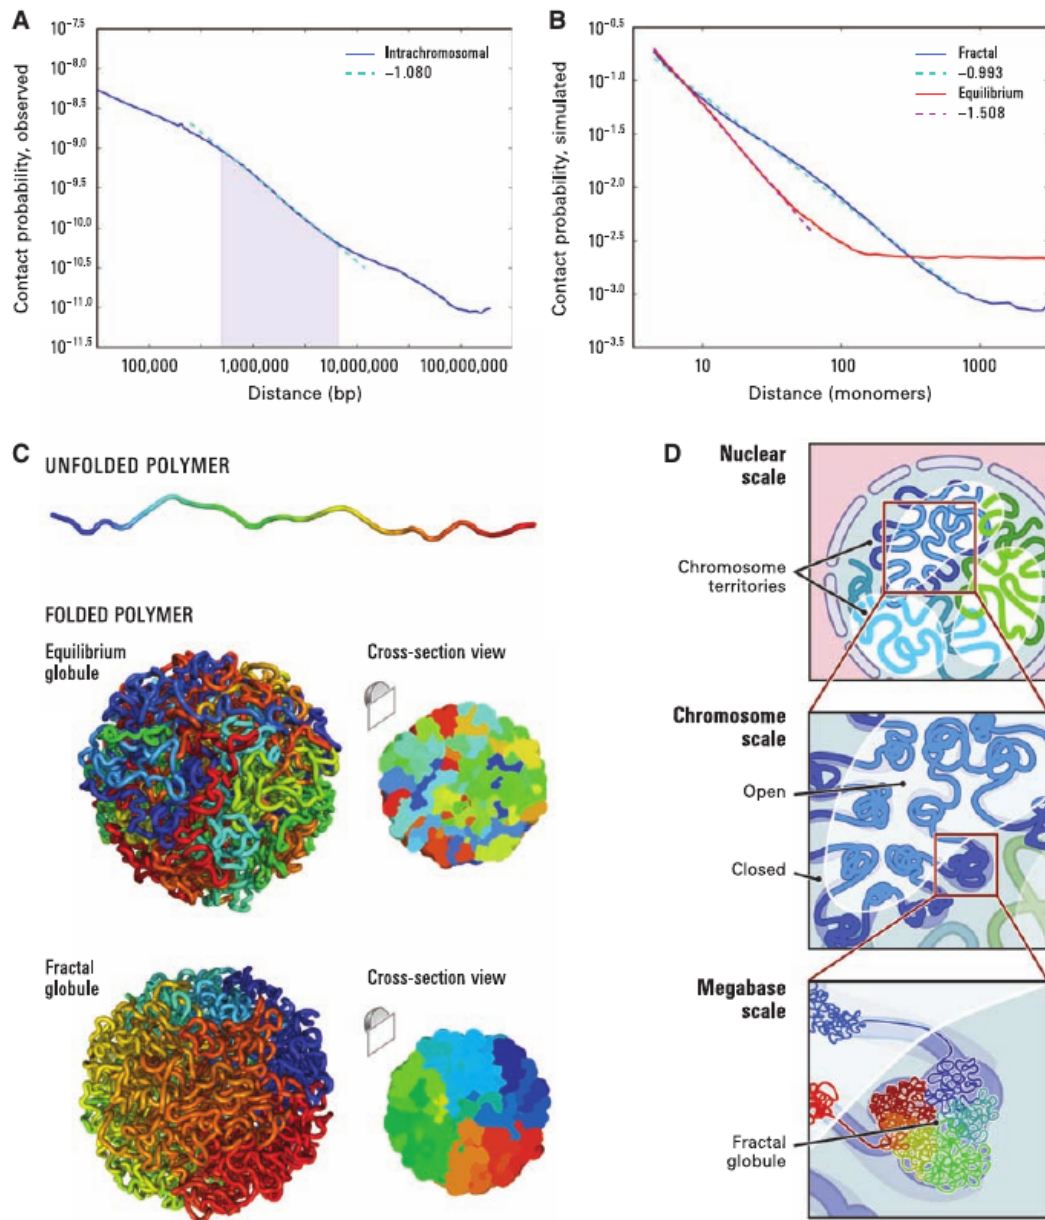 A
10^-7.5
10^-8.0
10^-8.5
10^-9.0
10^-9.5
10^-10.0
10^-10.5
10^-11.0
10^-11.5
Contact probability, observed
Intrachromosomal
−1.080
100,000
1,000,000
10,000,000
100,000,000
Distance (bp)
B
10^-0.5
10^-1.0
10^-1.5
10^-2.0
10^-2.5
10^-3.0
10^-3.5
Contact probability, simulated
Fractal
−0.993
Equilibrium
−1.508
10
100
1000
Distance (monomers)
C
UNFOLDED POLYMER
FOLDED POLYMER
Equilibrium
globule
Cross-section view
Fractal
globule
Cross-section view
D
Nuclear
scale
Chromosome
territories
Chromosome
scale
Open
Closed
Megabase
scale
Fractal
globule